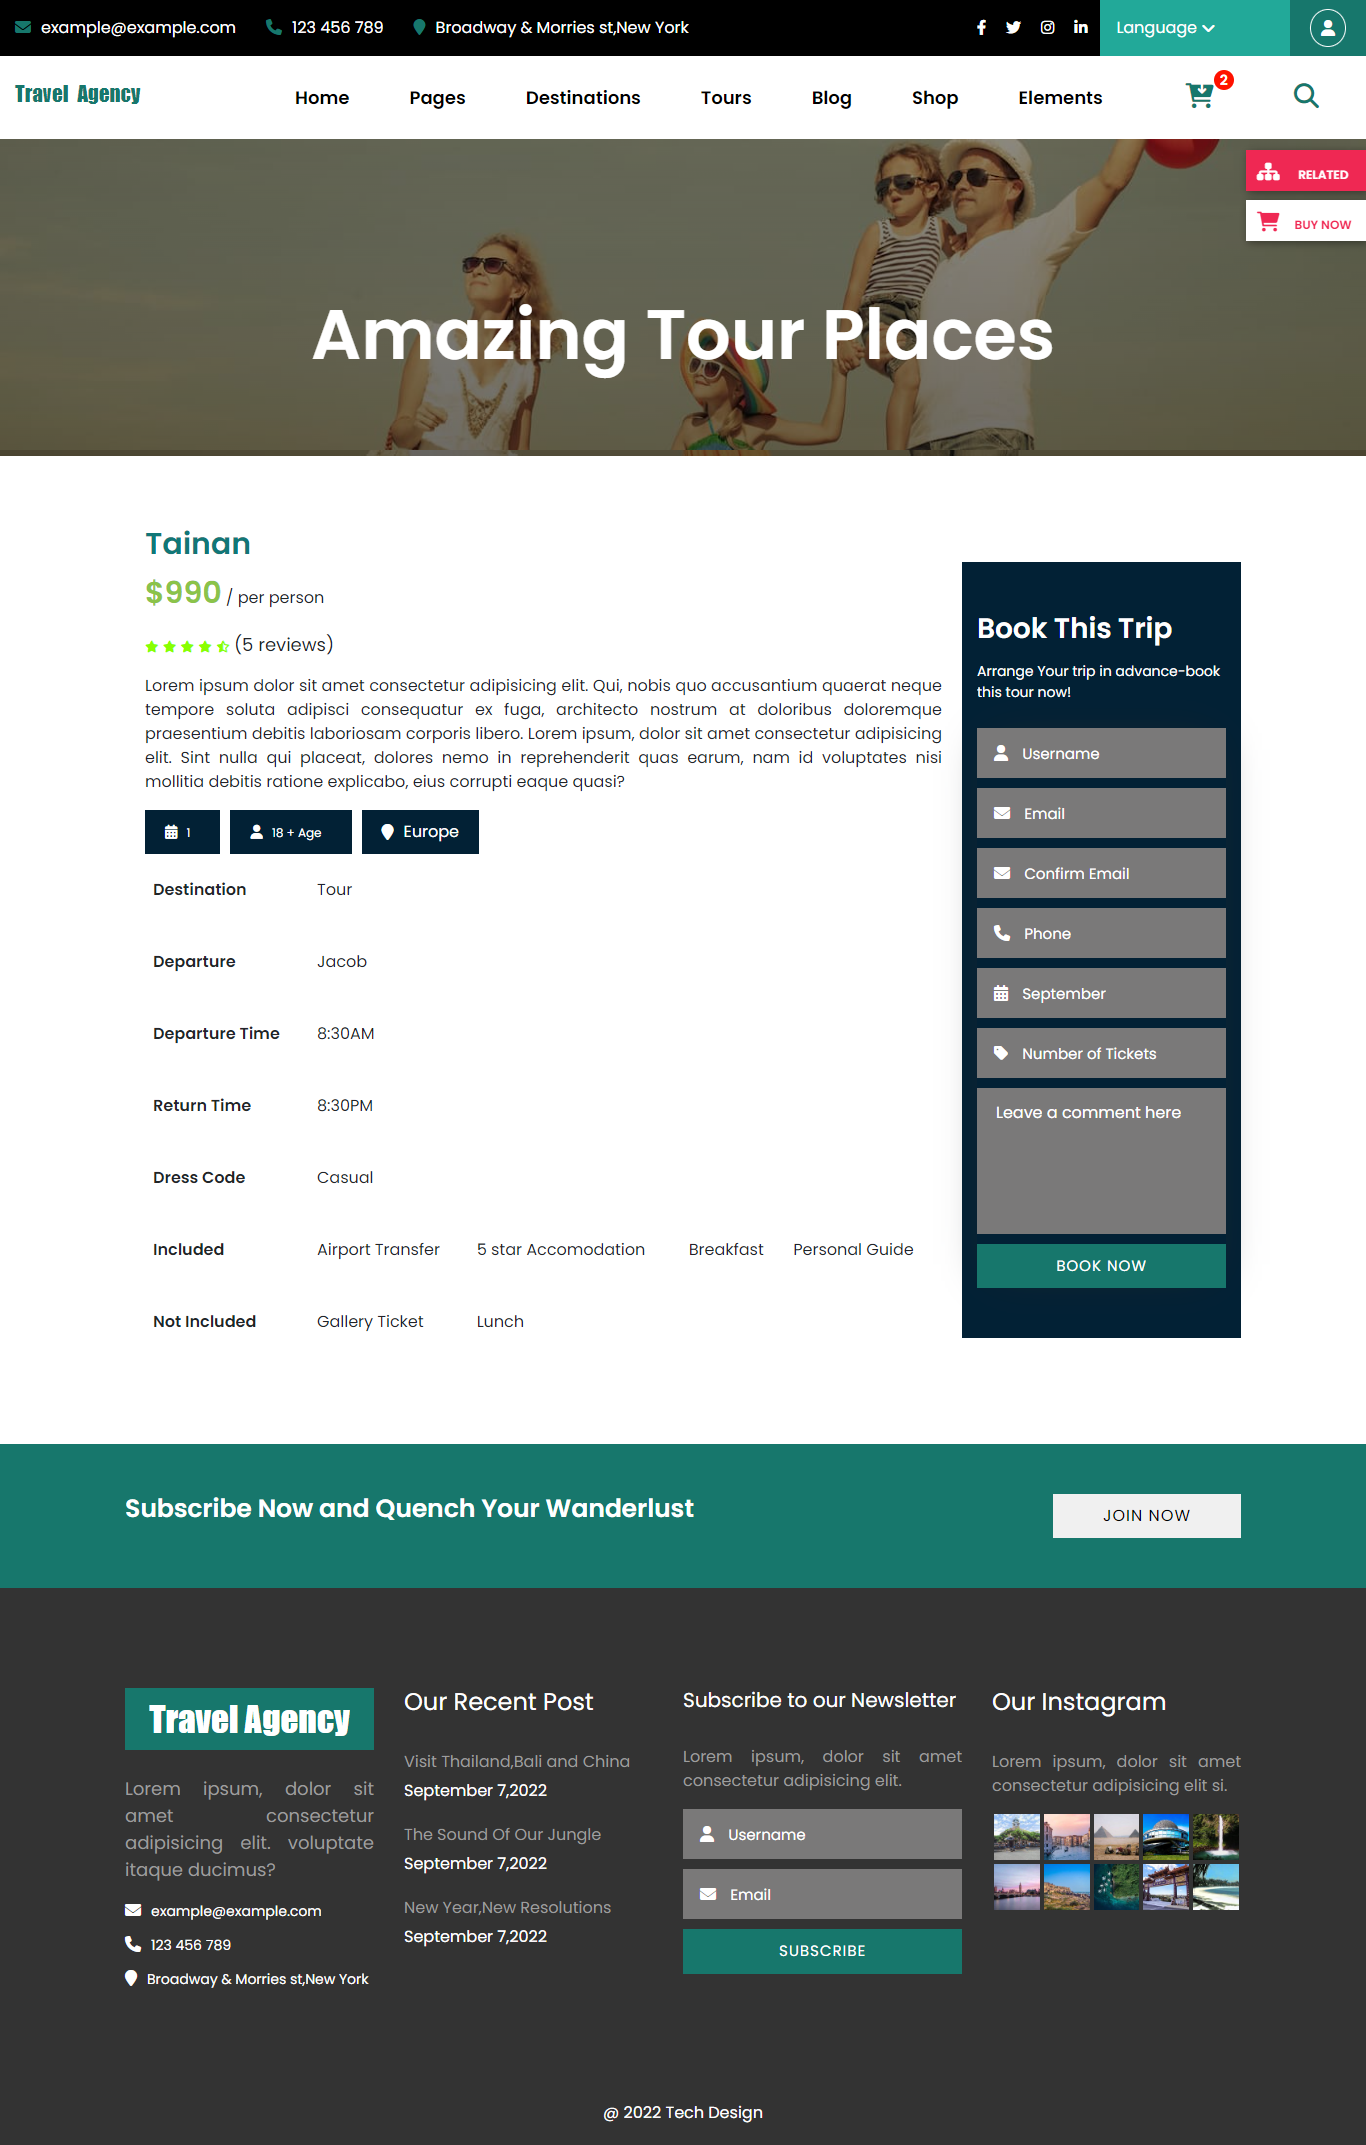 example@example.com 123 456 789 Broadway & Morries st,New York Language
Travel Agency Home Pages Destinations Tours Blog Shop Elements 2
RELATED
BUY NOW
Amazing Tour Places
Tainan
$990 / per person
(5 reviews)
Lorem ipsum dolor sit amet consectetur adipisicing elit. Qui, nobis quo accusantium quaerat neque
tempore soluta adipisci consequatur ex fuga, architecto nostrum at doloribus doloremque
praesentium debitis laboriosam corporis libero. Lorem ipsum, dolor sit amet consectetur adipisicing
elit. Sint nulla qui placeat, dolores nemo in reprehenderit quas earum, nam id voluptates nisi
mollitia debitis ratione explicabo, eius corrupti eaque quasi?
1 18 + Age Europe
Destination Tour
Departure Jacob
Departure Time 8:30AM
Return Time 8:30PM
Dress Code Casual
Included Airport Transfer 5 star Accomodation Breakfast Personal Guide
Not Included Gallery Ticket Lunch
Book This Trip
Arrange Your trip in advance-book
this tour now!
Username
Email
Confirm Email
Phone
September
Number of Tickets
Leave a comment here
BOOK NOW
Subscribe Now and Quench Your Wanderlust
JOIN NOW
Travel Agency
Lorem ipsum, dolor sit
amet consectetur
adipisicing elit. voluptate
itaque ducimus?
example@example.com
123 456 789
Broadway & Morries st,New York
Our Recent Post
Visit Thailand,Bali and China
September 7,2022
The Sound Of Our Jungle
September 7,2022
New Year,New Resolutions
September 7,2022
Subscribe to our Newsletter
Lorem ipsum, dolor sit amet
consectetur adipisicing elit.
Username
Email
SUBSCRIBE
Our Instagram
Lorem ipsum, dolor sit amet
consectetur adipisicing elit si.
@ 2022 Tech Design